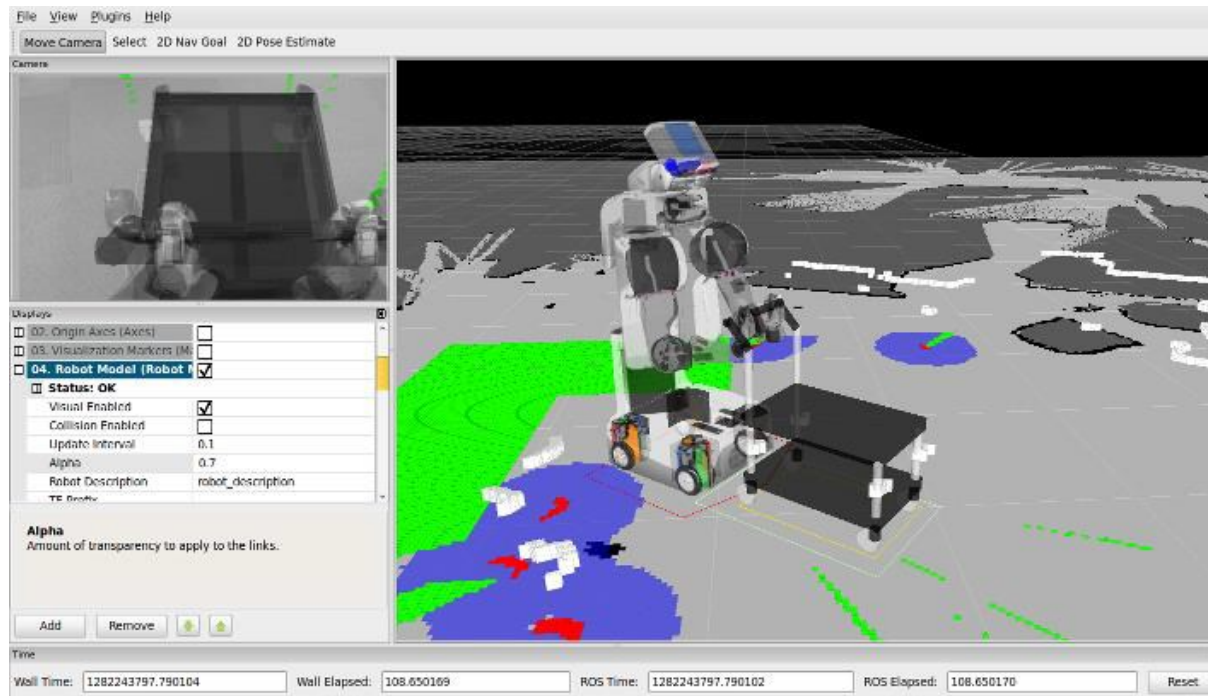 File View Plugins Help
Move Camera Select 2D Nav Goal 2D Pose Estimate
Camera
Displays
02. Origin Axes (Axes)
03. Visualization Markers (Ma
04. Robot Model (Robot M
Status: OK
Visual Enabled
Collision Enabled
Update Interval 0.1
Alpha 0.7
Robot Description robot_description
TF Prefix
Alpha
Amount of transparency to apply to the links.
Add Remove
Time
Wall Time: 1282243797.790104 Wall Elapsed: 108.650169 ROS Time: 1282243797.790102 ROS Elapsed: 108.650170 Reset